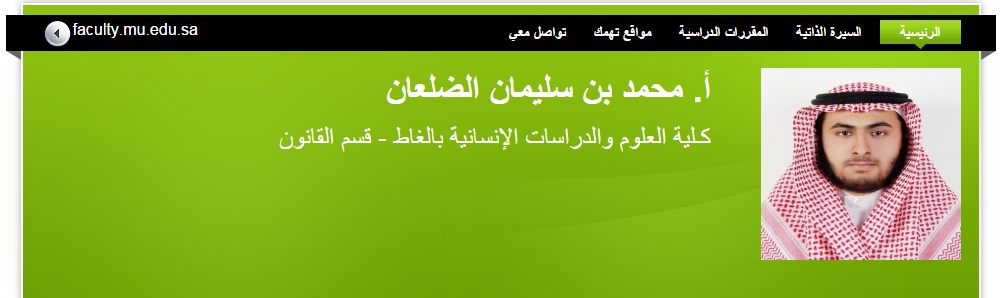 الرئيسية السيرة الذاتية المقررات الدراسية مواقع تهمك تواصل معي faculty.mu.edu.sa
أ. محمد بن سليمان الضلعان
كلية العلوم والدراسات الإنسانية بالغاط - قسم القانون